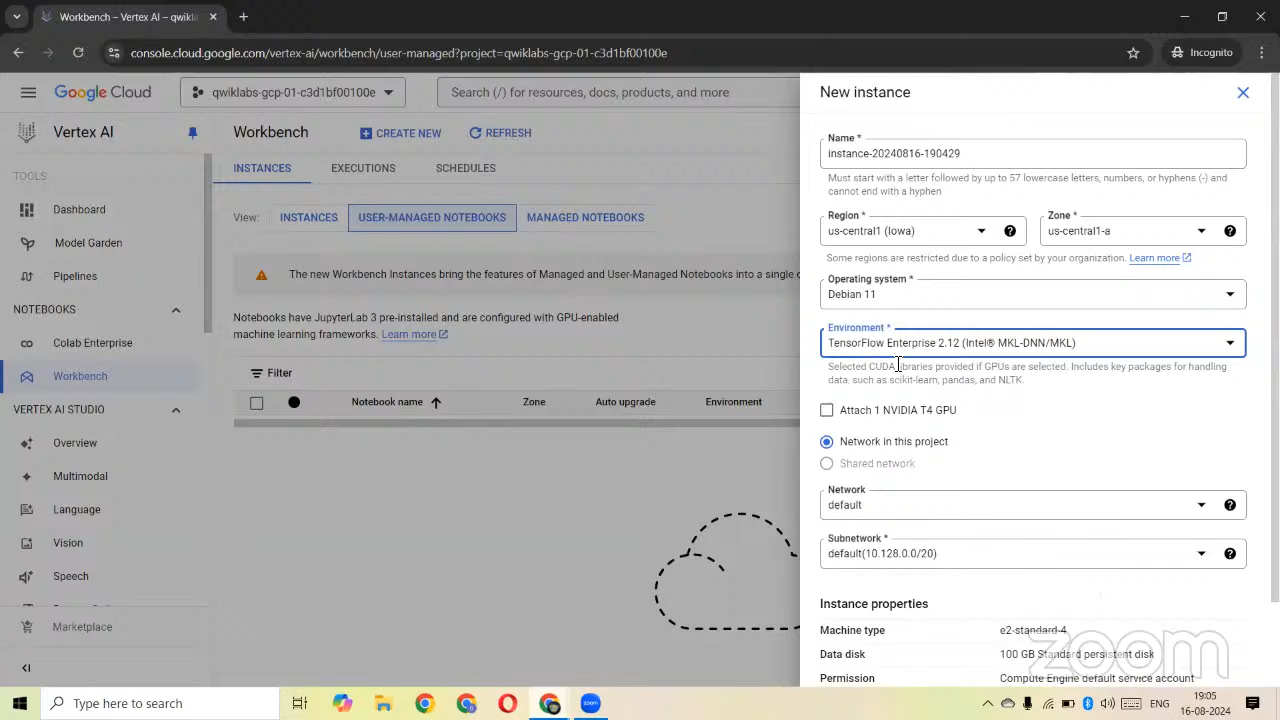 Workbench – Vertex AI – qwikla
console.cloud.google.com/vertex-ai/workbench/user-managed?project=qwiklabs-gcp-01-c3d1bf00100e
Incognito
Google Cloud
qwiklabs-gcp-01-c3d1bf00100e
Search (/) for resources, docs, products, and more
Vertex AI
TOOLS
Dashboard
Model Garden
Pipelines
NOTEBOOKS
Colab Enterprise
Workbench
VERTEX AI STUDIO
Overview
Multimodal
Language
Vision
Speech
Marketplace
Workbench
CREATE NEW
REFRESH
INSTANCES
EXECUTIONS
SCHEDULES
View:
INSTANCES
USER-MANAGED NOTEBOOKS
MANAGED NOTEBOOKS
The new Workbench Instances bring the features of Managed and User-Managed Notebooks into a single c
Notebooks have JupyterLab 3 pre-installed and are configured with GPU-enabled
machine learning frameworks. Learn more
Filter
Notebook name
Zone
Auto upgrade
Environment
New instance
Name *
instance-20240816-190429
Must start with a letter followed by up to 57 lowercase letters, numbers, or hyphens (-) and
cannot end with a hyphen
Region *
us-central1 (Iowa)
Zone *
us-central1-a
Some regions are restricted due to a policy set by your organization. Learn more
Operating system *
Debian 11
Environment *
TensorFlow Enterprise 2.12 (Intel® MKL-DNN/MKL)
Selected CUDA libraries provided if GPUs are selected. Includes key packages for handling
data, such as scikit-learn, pandas, and NLTK.
Attach 1 NVIDIA T4 GPU
Network in this project
Shared network
Network
default
Subnetwork *
default(10.128.0.0/20)
Instance properties
Machine type e2-standard-4
Data disk 100 GB Standard persistent disk
Permission Compute Engine default service account
zoom
Type here to search
zoom
ENG
19:05
16-08-2024